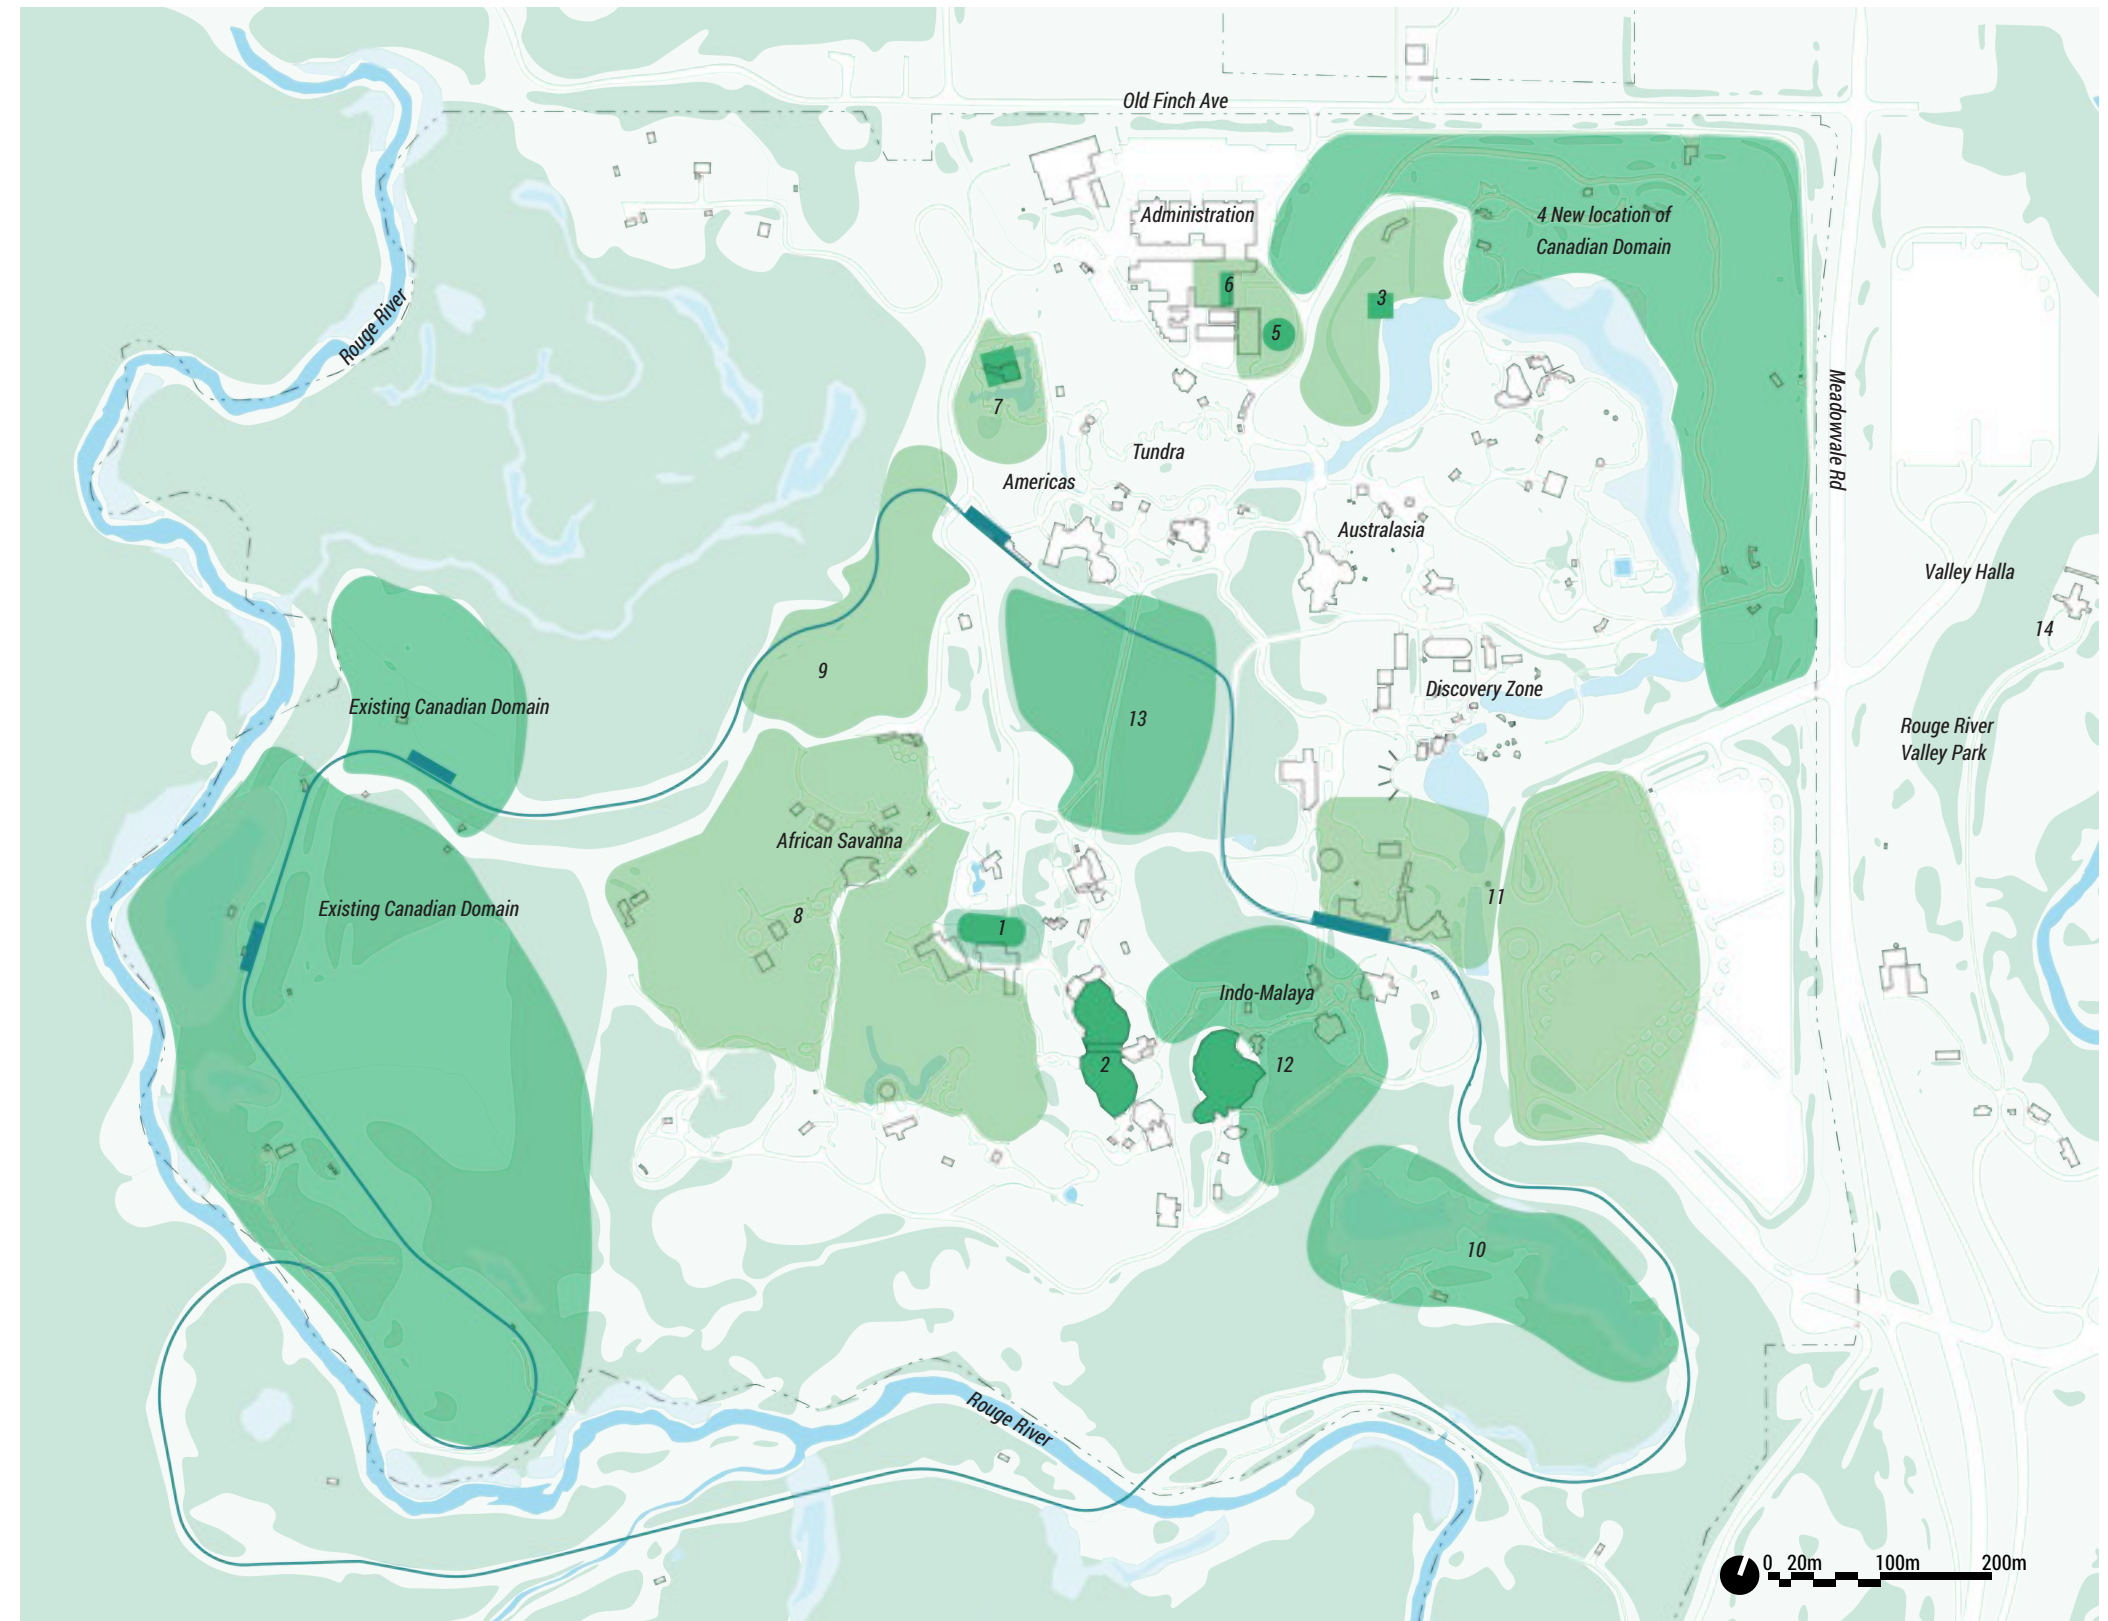 Old Finch Ave
Administration
4 New location of
Canadian Domain
6
3
5
Rouge River
7
Meadowvale Rd
Tundra
Americas
Australasia
Valley Halla
14
9
Existing Canadian Domain
Discovery Zone
13
Rouge River
Valley Park
African Savanna
11
Existing Canadian Domain
8
1
Indo-Malaya
2
12
10
Rouge River
0 20m 100m 200m